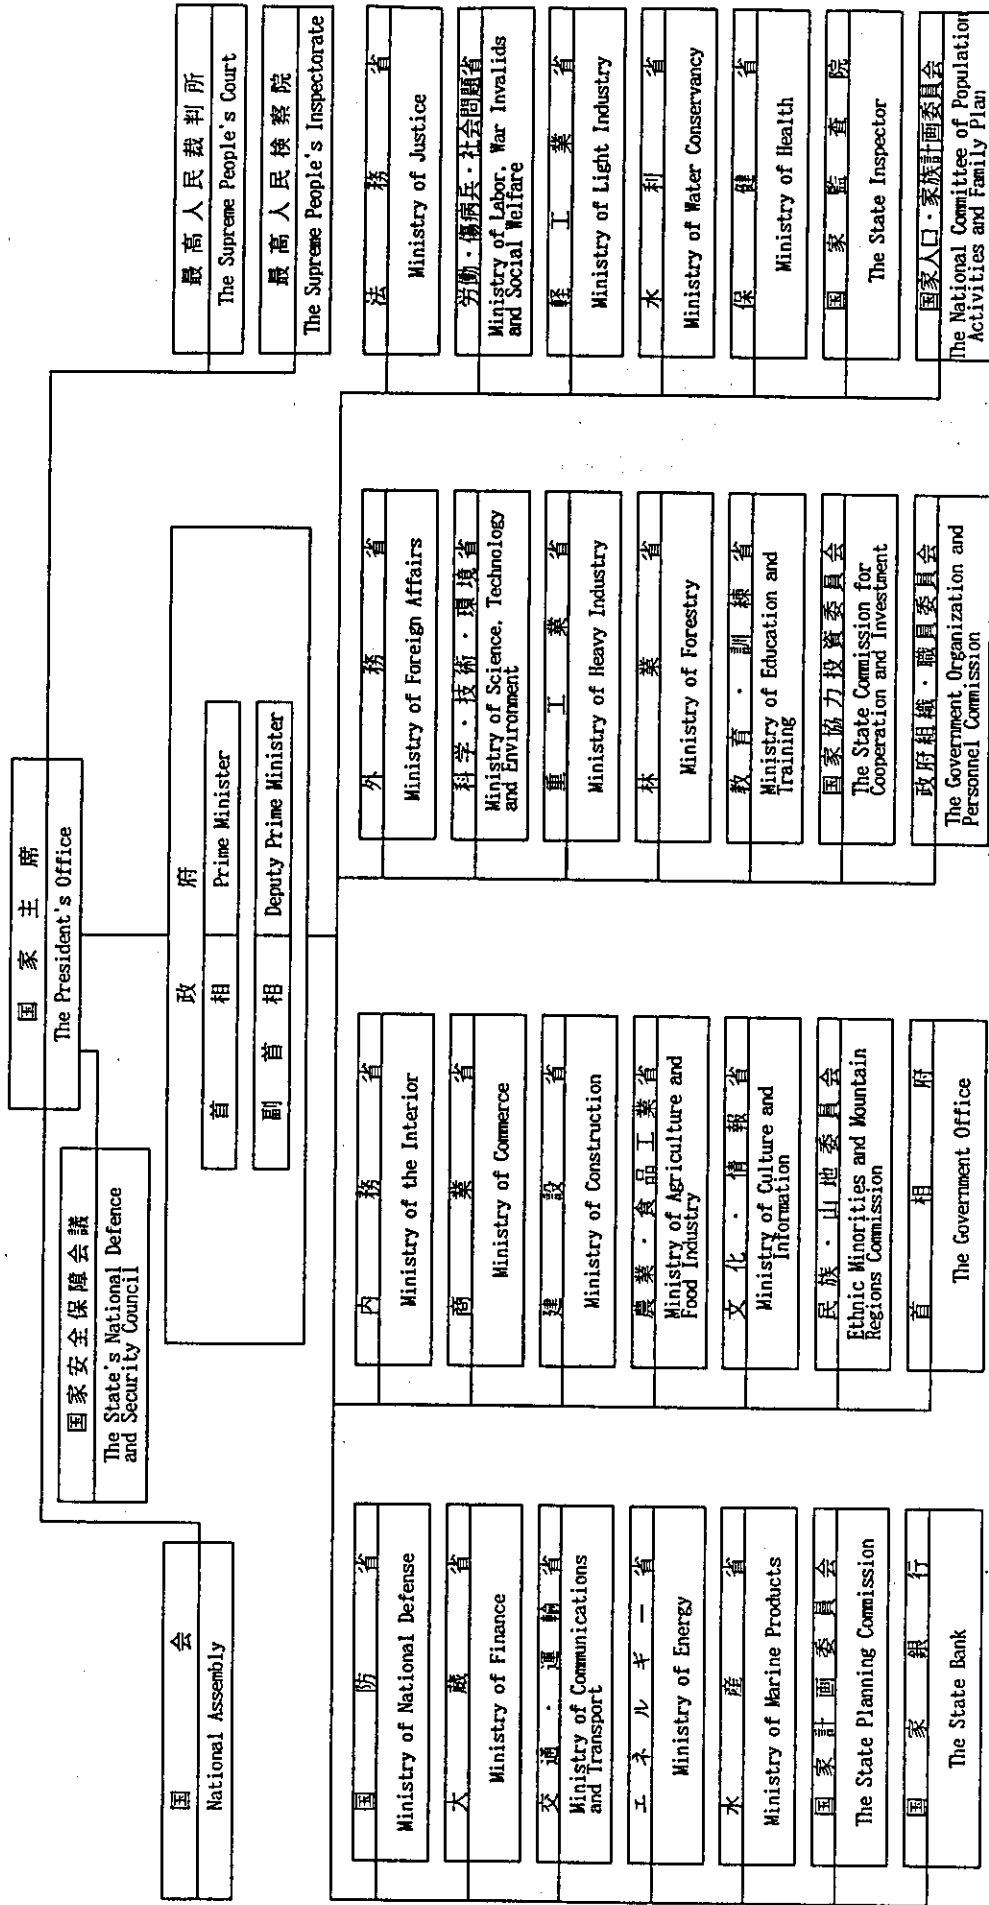 国家主席
The President's Office
国家安全保障会議
The State's National Defence
and Security Council
国会
National Assembly
最高人民裁判所
The Supreme People's Court
最高人民検察院
The Supreme People's Inspectorate
政府
首相 Prime Minister
副首相 Deputy Prime Minister
国防省
Ministry of National Defense
大蔵省
Ministry of Finance
交通・運輸省
Ministry of Communications
and Transport
エネルギー省
Ministry of Energy
水産省
Ministry of Marine Products
国家計画委員会
The State Planning Commission
国家銀行
The State Bank
内務省
Ministry of the Interior
商業省
Ministry of Commerce
建設省
Ministry of Construction
農業・食品工業省
Ministry of Agriculture and
Food Industry
文化・情報省
Ministry of Culture and
Information
民族・山地委員会
Ethnic Minorities and Mountain
Regions Commission
首相府
The Government Office
外務省
Ministry of Foreign Affairs
科学・技術・環境省
Ministry of Science, Technology
and Environment
重工業省
Ministry of Heavy Industry
林業省
Ministry of Forestry
教育・訓練省
Ministry of Education and
Training
国家協力投資委員会
The State Commission for
Cooperation and Investment
政府組織・職員委員会
The Government Organization and
Personnel Commission
法務省
Ministry of Justice
労働・傷病兵・社会問題省
Ministry of Labor, War Invalids
and Social Welfare
軽工業省
Ministry of Light Industry
水利省
Ministry of Water Conservancy
保健省
Ministry of Health
国家監査院
The State Inspector
国家人口・家族計画委員会
The National Committee of Population
Activities and Family Plan